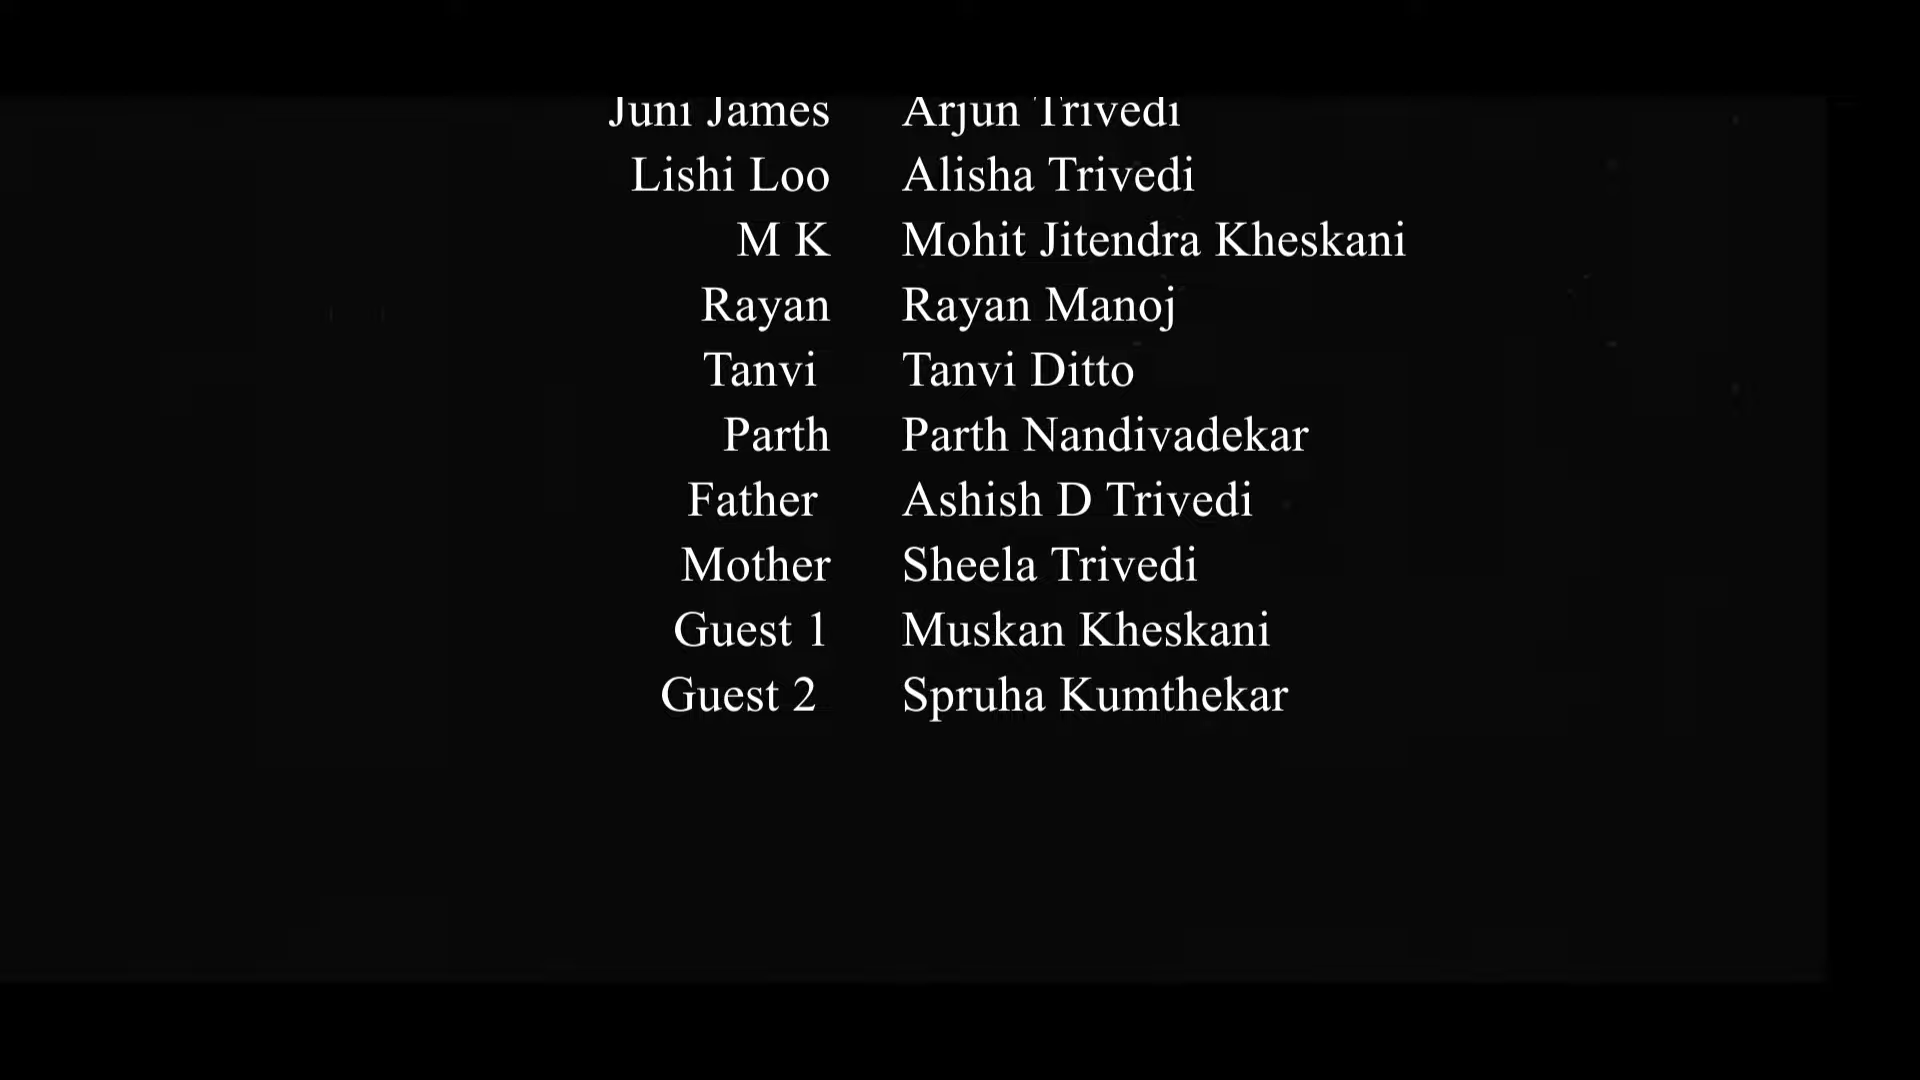 Juni James Arjun Trivedi
Lishi Loo Alisha Trivedi
M K Mohit Jitendra Kheskani
Rayan Rayan Manoj
Tanvi Tanvi Ditto
Parth Parth Nandivadekar
Father Ashish D Trivedi
Mother Sheela Trivedi
Guest 1 Muskan Kheskani
Guest 2 Spruha Kumthekar